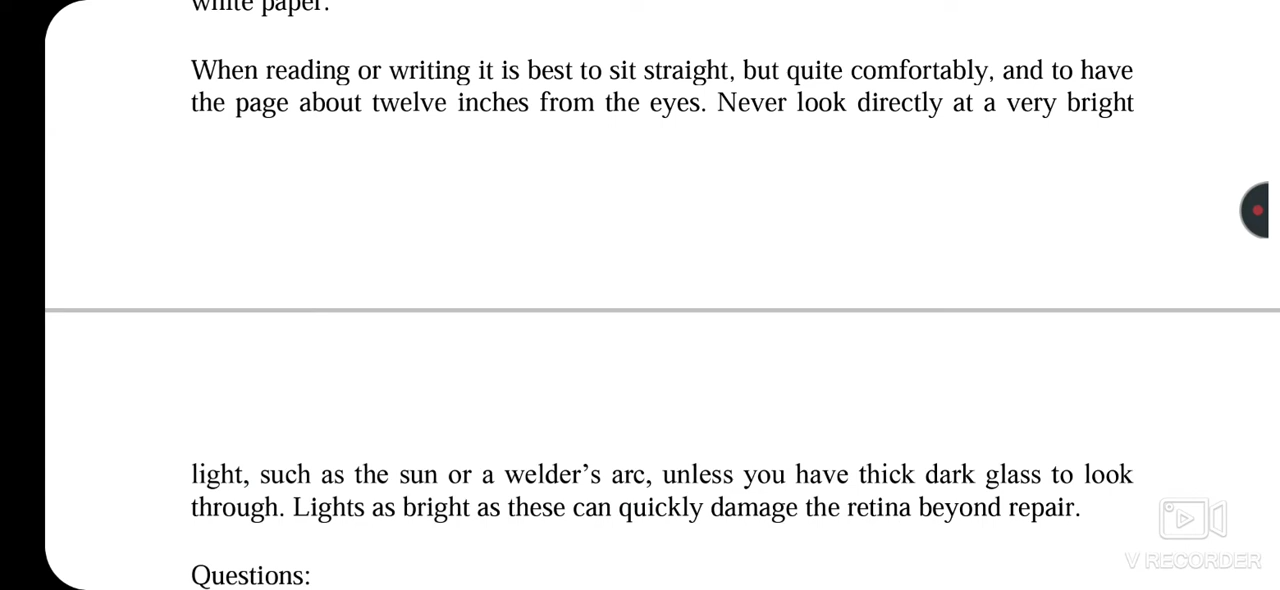 white paper.
When reading or writing it is best to sit straight, but quite comfortably, and to have
the page about twelve inches from the eyes. Never look directly at a very bright
light, such as the sun or a welder’s arc, unless you have thick dark glass to look
through. Lights as bright as these can quickly damage the retina beyond repair.
V RECORDER
Questions: